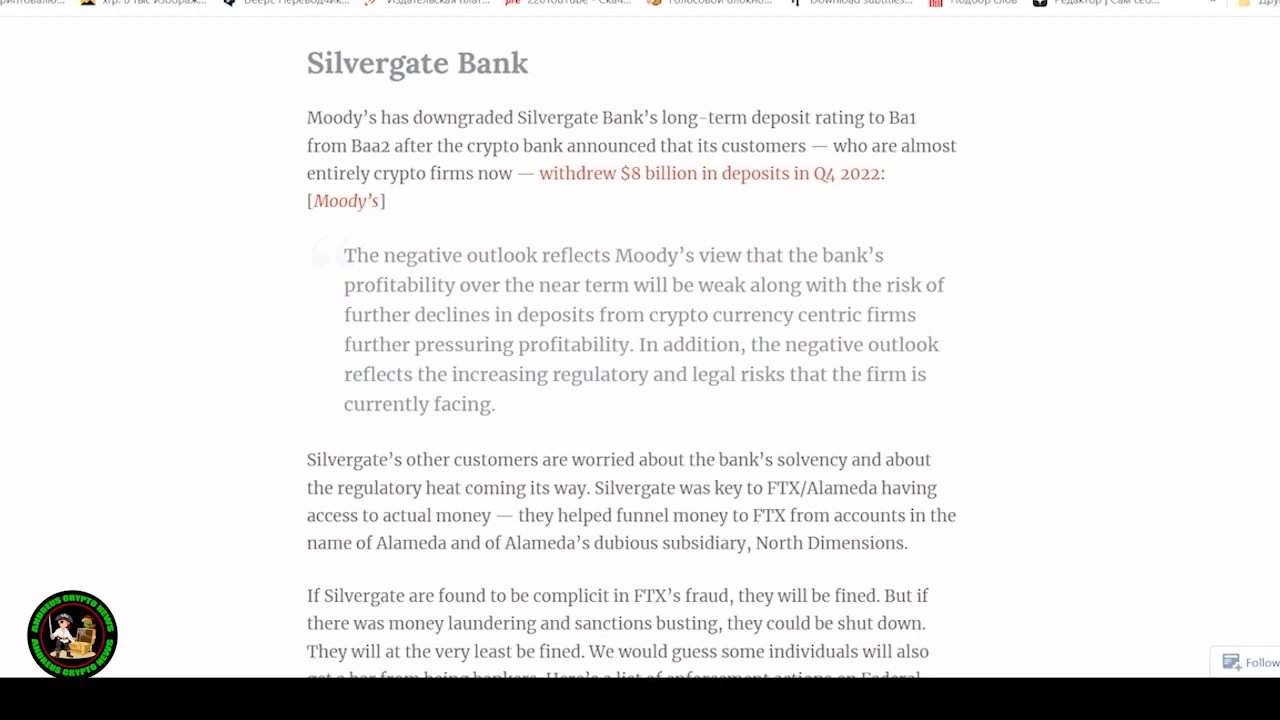 Silvergate Bank
Moody's has downgraded Silvergate Bank's long-term deposit rating to Ba1
from Baa2 after the crypto bank announced that its customers — who are almost
entirely crypto firms now — withdrew $8 billion in deposits in Q4 2022:
[Moody's]
The negative outlook reflects Moody's view that the bank's
profitability over the near term will be weak along with the risk of
further declines in deposits from crypto currency centric firms
further pressuring profitability. In addition, the negative outlook
reflects the increasing regulatory and legal risks that the firm is
currently facing.
Silvergate's other customers are worried about the bank's solvency and about
the regulatory heat coming its way. Silvergate was key to FTX/Alameda having
access to actual money — they helped funnel money to FTX from accounts in the
name of Alameda and of Alameda's dubious subsidiary, North Dimensions.
If Silvergate are found to be complicit in FTX's fraud, they will be fined. But if
there was money laundering and sanctions busting, they could be shut down.
They will at the very least be fined. We would guess some individuals will also
ANDREUS CRYPTO NEWS
ANDREUS CRYPTO NEWS
Follow